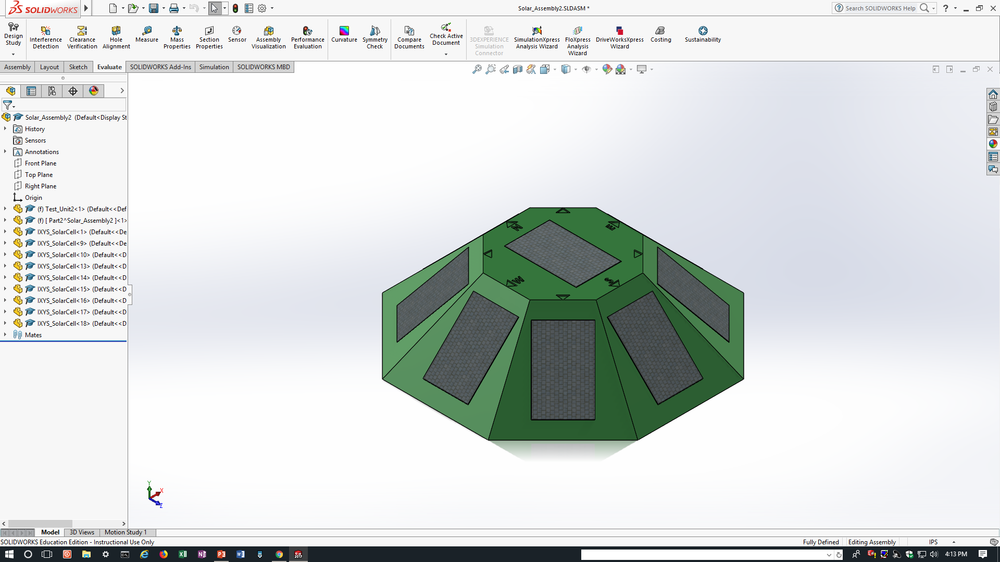 SOLIDWORKS
Solar_Assembly2.SLDASM *
Search SOLIDWORKS Help
Design Study
Interference Detection
Clearance Verification
Hole Alignment
Measure
Mass Properties
Section Properties
Sensor
Assembly Visualization
Performance Evaluation
Curvature
Symmetry Check
Compare Documents
Check Active Document
3DEXPERIENCE Simulation Connector
SimulationXpress Analysis Wizard
FloXpress Analysis Wizard
DriveWorksXpress Wizard
Costing
Sustainability
Assembly
Layout
Sketch
Evaluate
SOLIDWORKS Add-Ins
Simulation
SOLIDWORKS MBD
Solar_Assembly2 (Default<Display St
History
Sensors
Annotations
Front Plane
Top Plane
Right Plane
Origin
(f) Test_Unit2<1> (Default<<Def
(f) [ Part2^Solar_Assembly2 ]<1>
IXYS_SolarCell<1> (Default<<De
IXYS_SolarCell<9> (Default<<De
IXYS_SolarCell<10> (Default<<D
IXYS_SolarCell<13> (Default<<D
IXYS_SolarCell<14> (Default<<D
IXYS_SolarCell<15> (Default<<D
IXYS_SolarCell<16> (Default<<D
IXYS_SolarCell<17> (Default<<D
IXYS_SolarCell<18> (Default<<D
Mates
N
E
W
S
Y
X
Z
Model
3D Views
Motion Study 1
SOLIDWORKS Education Edition - Instructional Use Only
Fully Defined
Editing Assembly
IPS
4:13 PM